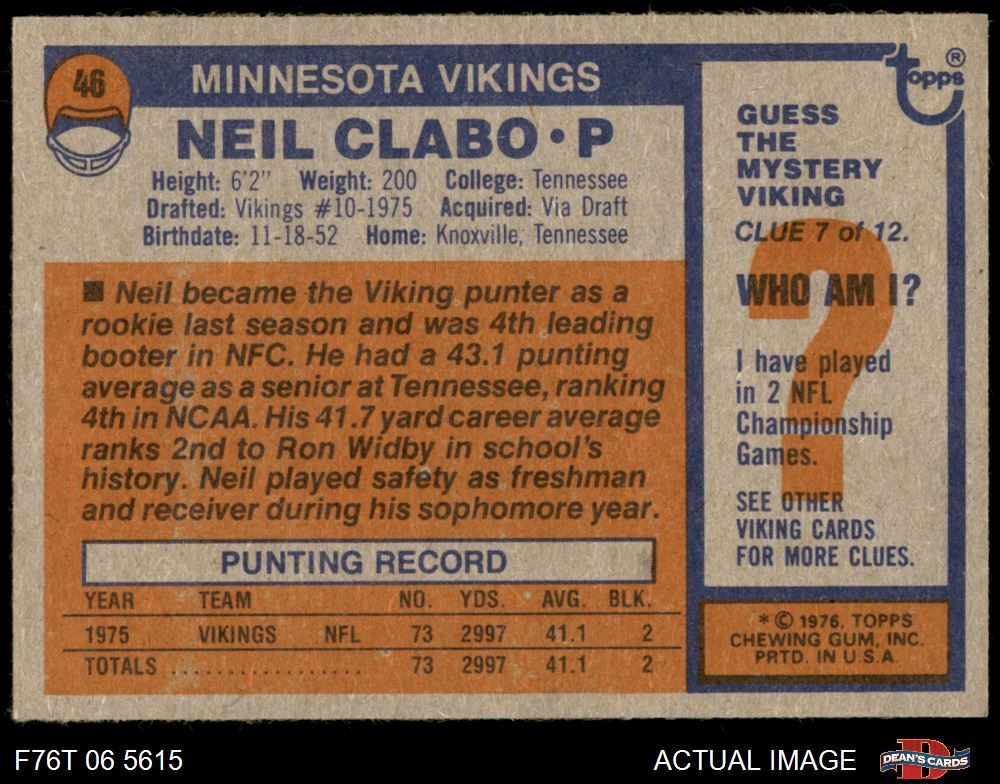 46
MINNESOTA VIKINGS
NEIL CLABO • P
Height: 6'2" Weight: 200 College: Tennessee
Drafted: Vikings #10-1975 Acquired: Via Draft
Birthdate: 11-18-52 Home: Knoxville, Tennessee
■ Neil became the Viking punter as a
rookie last season and was 4th leading
booter in NFC. He had a 43.1 punting
average as a senior at Tennessee, ranking
4th in NCAA. His 41.7 yard career average
ranks 2nd to Ron Widby in school's
history. Neil played safety as freshman
and receiver during his sophomore year.
PUNTING RECORD
YEAR TEAM NO. YDS. AVG. BLK.
1975 VIKINGS NFL 73 2997 41.1 2
TOTALS .................. 73 2997 41.1 2
Topps ®
GUESS
THE
MYSTERY
VIKING
CLUE 7 of 12.
WHO AM I?
?
I have played
in 2 NFL
Championship
Games.
SEE OTHER
VIKING CARDS
FOR MORE CLUES.
* © 1976, TOPPS
CHEWING GUM, INC.
PRTD. IN U.S.A.
F76T 06 5615
ACTUAL IMAGE
D
DEAN'S CARDS